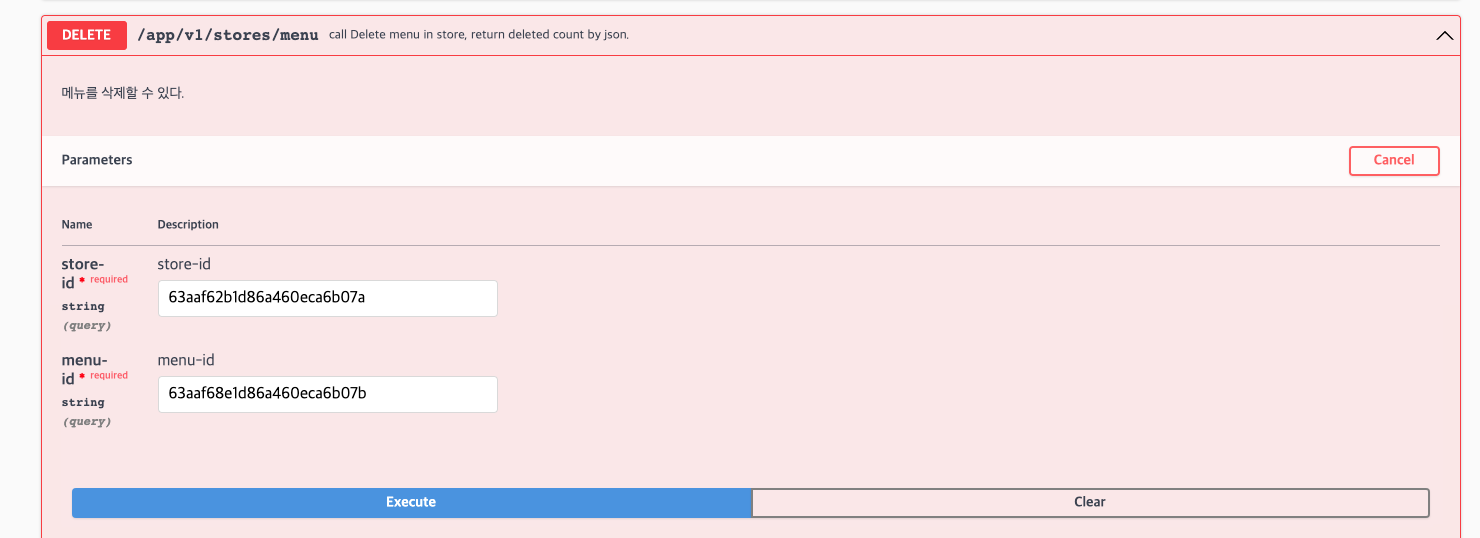 DELETE /app/v1/stores/menu call Delete menu in store, return deleted count by json.
메뉴를 삭제할 수 있다.
Parameters Cancel
Name Description
store-id * required store-id
string
(query)
63aaf62b1d86a460eca6b07a
menu-id * required menu-id
string
(query)
63aaf68e1d86a460eca6b07b
Execute Clear